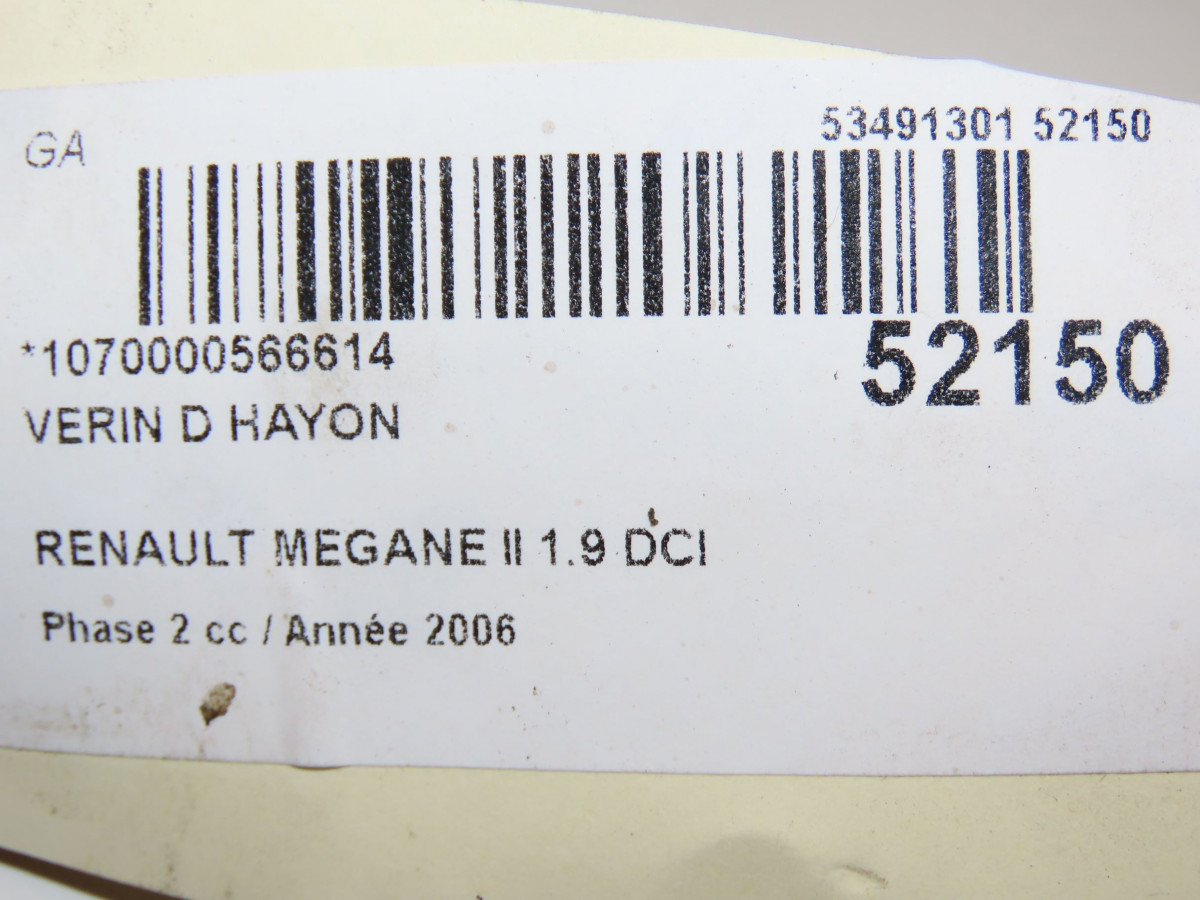 GA
53491301 52150
*1070000566614
52150
VERIN D HAYON
RENAULT MEGANE II 1.9 DCI
Phase 2 cc / Année 2006